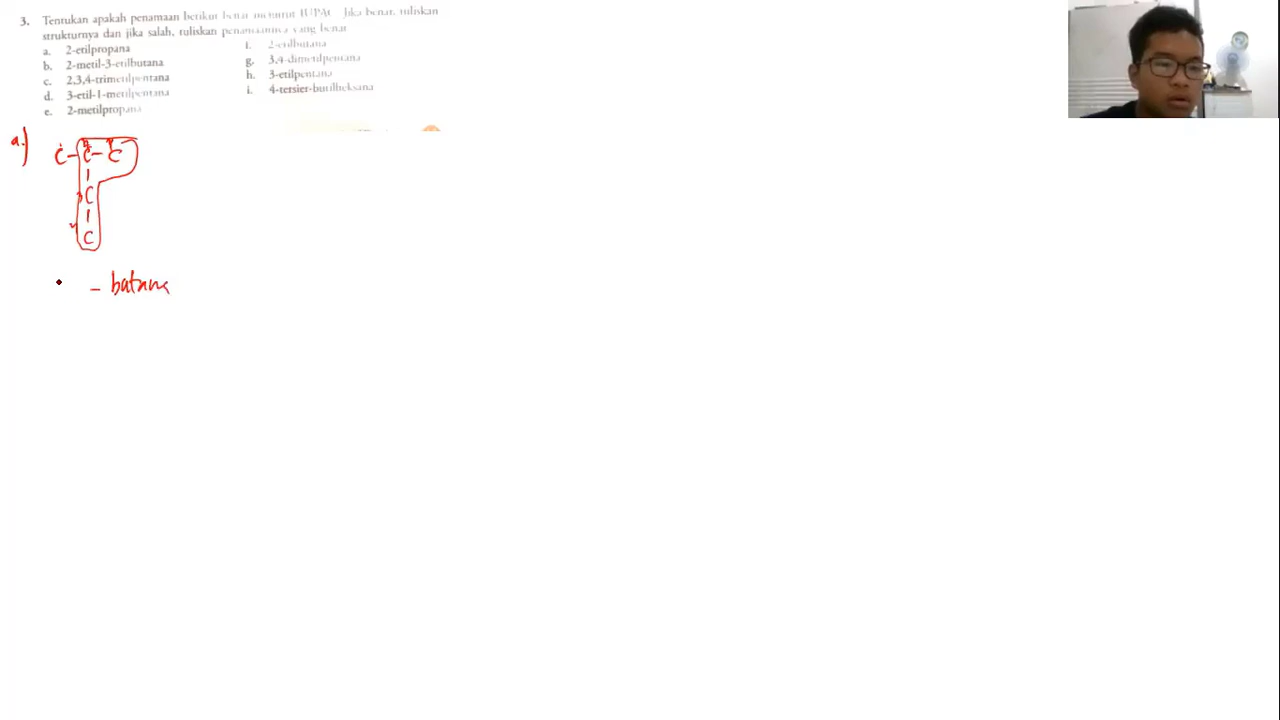 3. Tentukan apakah penamaan berikut benar menurut IUPAC. Jika benar, tuliskan
strukturnya dan jika salah, tuliskan penamaannya yang benar
a. 2-etilpropana
b. 2-metil-3-etilbutana
c. 2,3,4-trimetilpentana
d. 3-etil-1-metilpentana
e. 2-metilpropana
f. 2-etilbutana
g. 3,4-dimetilpentana
h. 3-etilpentana
i. 4-tersier-butilheksana
a.)
C - C - C
C
C
- butana